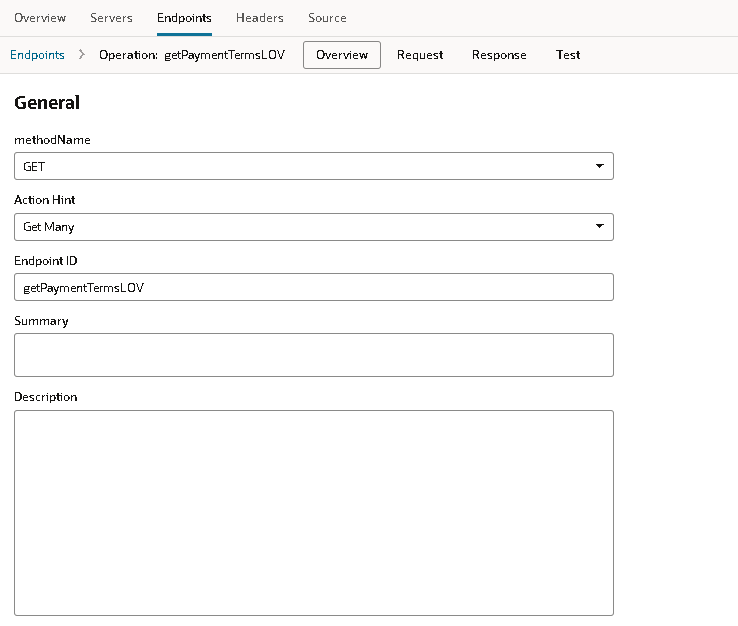 Overview Servers Endpoints Headers Source
Endpoints > Operation: getPaymentTermsLOV Overview Request Response Test
General
methodName
GET
Action Hint
Get Many
Endpoint ID
getPaymentTermsLOV
Summary
Description